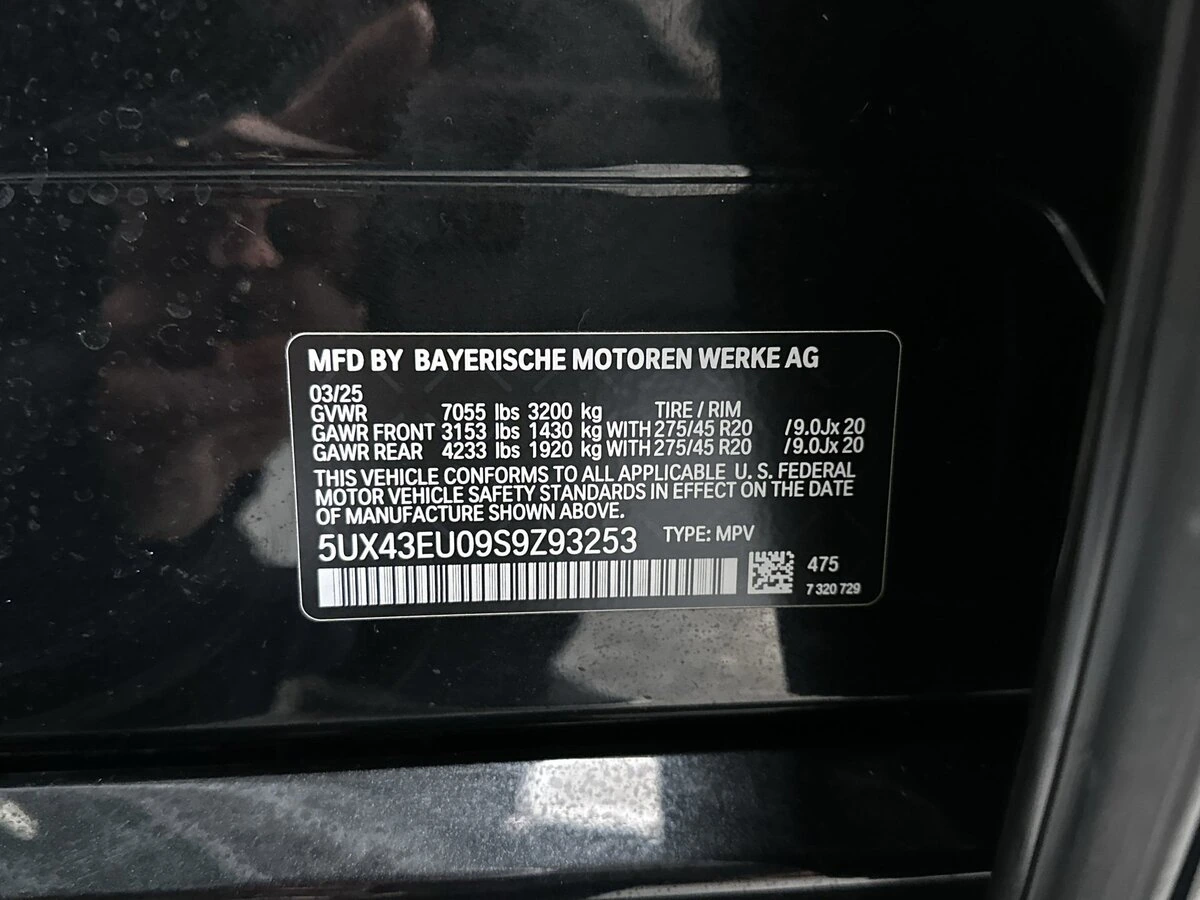 MFD BY BAYERISCHE MOTOREN WERKE AG
03/25
GVWR 7055 lbs 3200 kg TIRE / RIM
GAWR FRONT 3153 lbs 1430 kg WITH 275/45 R20 /9.0Jx 20
GAWR REAR 4233 lbs 1920 kg WITH 275/45 R20 /9.0Jx 20
THIS VEHICLE CONFORMS TO ALL APPLICABLE U. S. FEDERAL
MOTOR VEHICLE SAFETY STANDARDS IN EFFECT ON THE DATE
OF MANUFACTURE SHOWN ABOVE.
5UX43EU09S9Z93253 TYPE: MPV
475
7 320 729